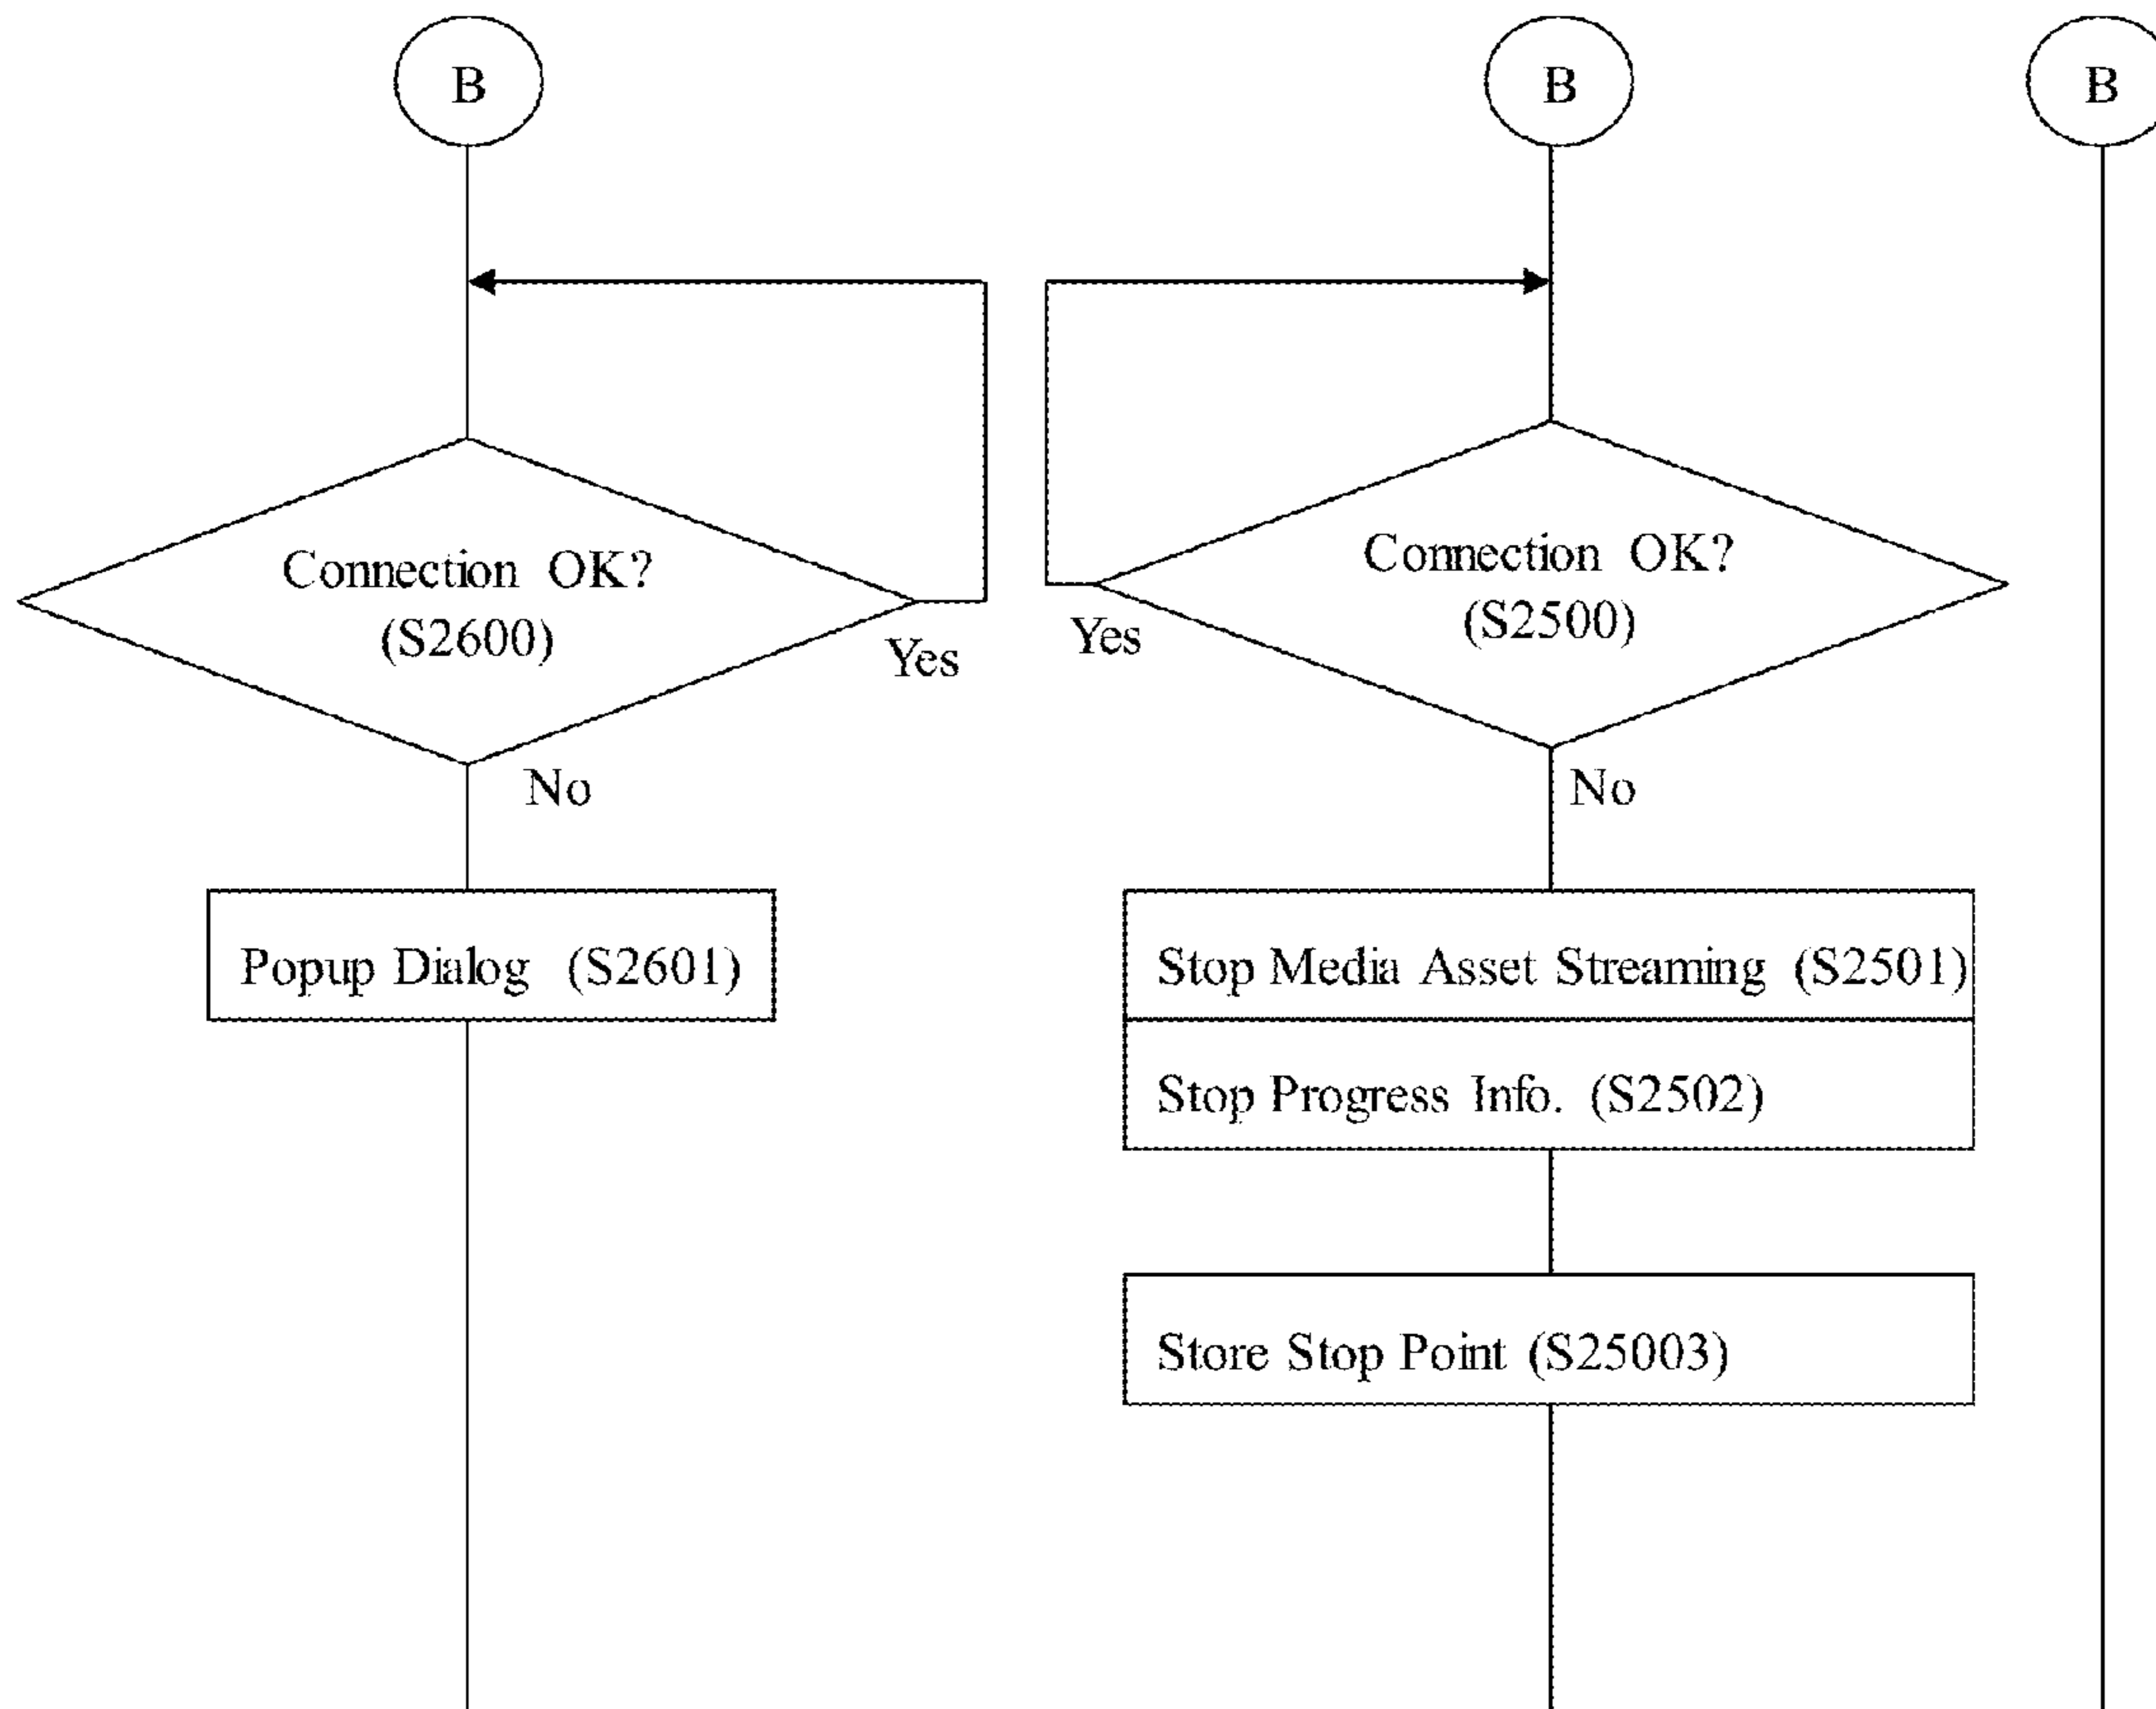 B
B
B
Connection OK?
(S2600)
Yes
No
Connection OK?
(S2500)
Yes
No
Popup Dialog (S2601)
Stop Media Asset Streaming (S2501)
Stop Progress Info. (S2502)
Store Stop Point (S25003)